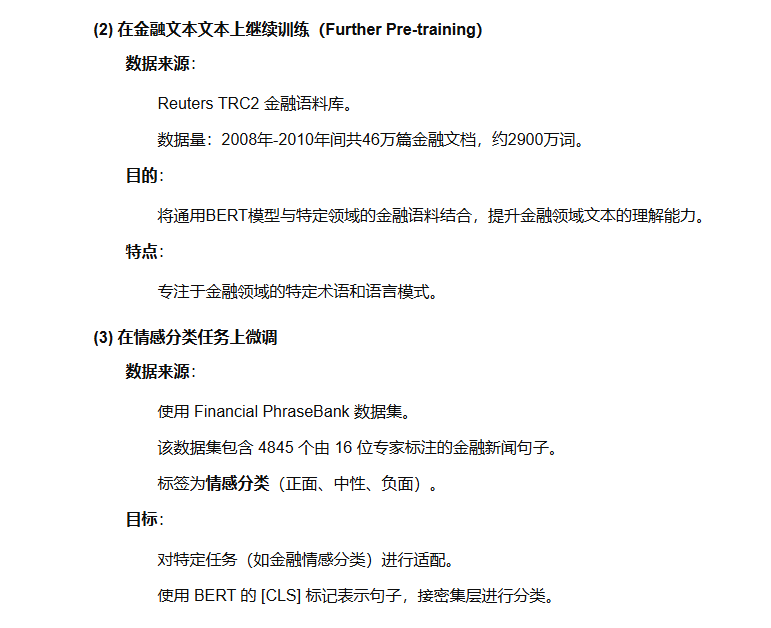 (2) 在金融文本文本上继续训练（Further Pre-training）
数据来源：
Reuters TRC2 金融语料库。
数据量：2008年-2010年间共46万篇金融文档，约2900万词。
目的：
将通用BERT模型与特定领域的金融语料结合，提升金融领域文本的理解能力。
特点：
专注于金融领域的特定术语和语言模式。
(3) 在情感分类任务上微调
数据来源：
使用 Financial PhraseBank 数据集。
该数据集包含 4845 个由 16 位专家标注的金融新闻句子。
标签为情感分类（正面、中性、负面）。
目标：
对特定任务（如金融情感分类）进行适配。
使用 BERT 的 [CLS] 标记表示句子，接密集层进行分类。